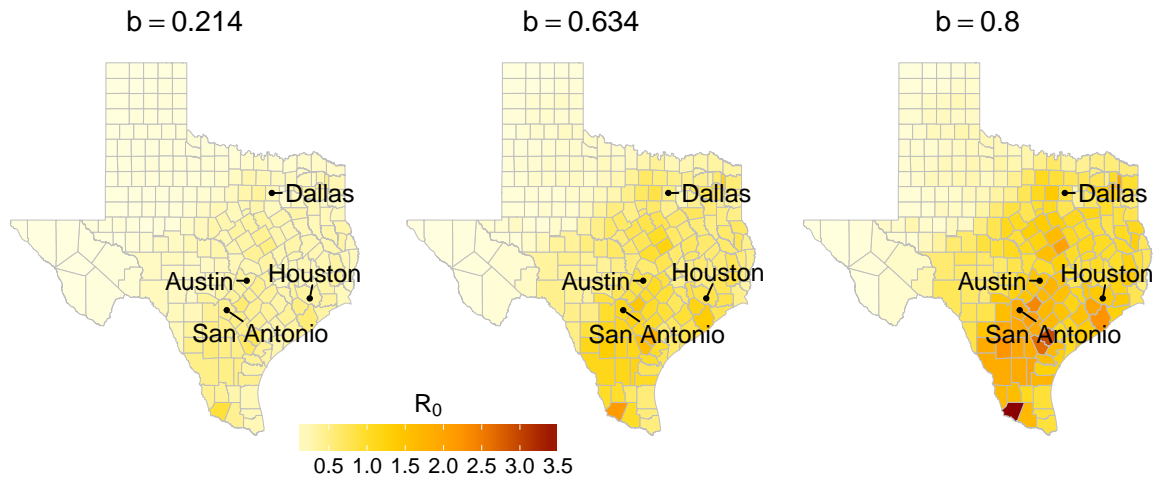 b = 0.214
b = 0.634
b = 0.8
Dallas
Austin
Houston
San Antonio
Dallas
Austin
Houston
San Antonio
Dallas
Austin
Houston
San Antonio
R₀
0.5 1.0 1.5 2.0 2.5 3.0 3.5